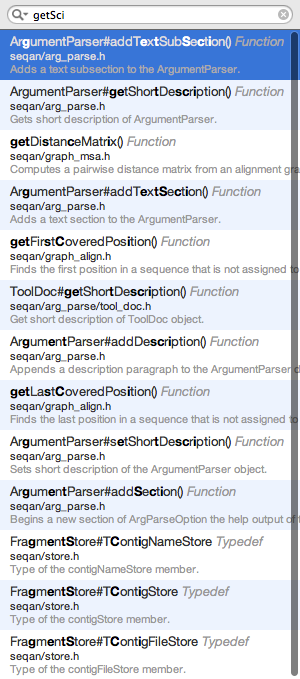 getSci
ArgumentParser#addTextSubSection() Function
seqan/arg_parse.h
Adds a text subsection to the ArgumentParser.
ArgumentParser#getShortDescription() Function
seqan/arg_parse.h
Gets short description of ArgumentParser.
getDistanceMatrix() Function
seqan/graph_msa.h
Computes a pairwise distance matrix from an alignment gra
ArgumentParser#addTextSection() Function
seqan/arg_parse.h
Adds a text section to the ArgumentParser.
getFirstCoveredPosition() Function
seqan/graph_align.h
Finds the first position in a sequence that is not assigned to
ToolDoc#getShortDescription() Function
seqan/arg_parse/tool_doc.h
Get short description of ToolDoc object.
ArgumentParser#addDescription() Function
seqan/arg_parse.h
Appends a description paragraph to the ArgumentParser d
getLastCoveredPosition() Function
seqan/graph_align.h
Finds the last position in a sequence that is not assigned to
ArgumentParser#setShortDescription() Function
seqan/arg_parse.h
Sets short description of the ArgumentParser object.
ArgumentParser#addSection() Function
seqan/arg_parse.h
Begins a new section of ArgParseOption the help output of t
FragmentStore#TContigNameStore Typedef
seqan/store.h
Type of the contigNameStore member.
FragmentStore#TContigStore Typedef
seqan/store.h
Type of the contigStore member.
FragmentStore#TContigFileStore Typedef
seqan/store.h
Type of the contigFileStore member.